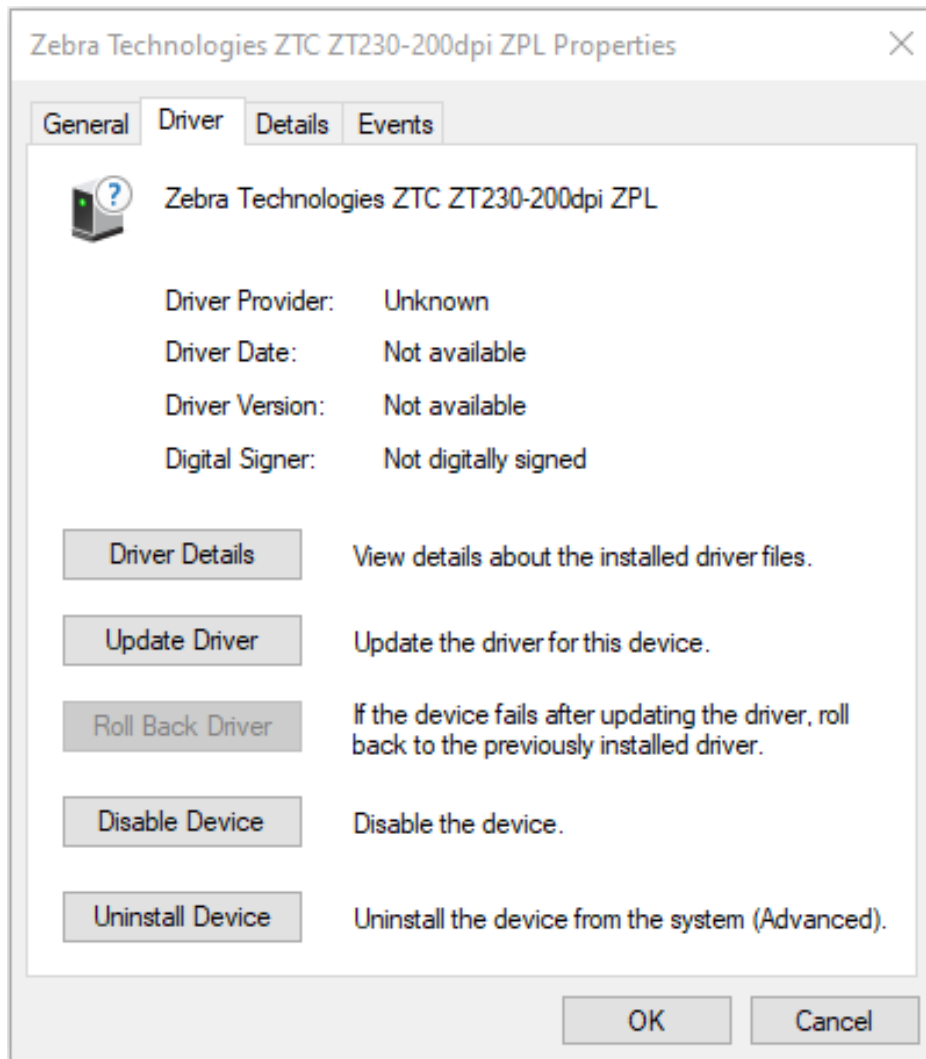 Zebra Technologies ZTC ZT230-200dpi ZPL Properties
General Driver Details Events
Zebra Technologies ZTC ZT230-200dpi ZPL
Driver Provider: Unknown
Driver Date: Not available
Driver Version: Not available
Digital Signer: Not digitally signed
Driver Details View details about the installed driver files.
Update Driver Update the driver for this device.
Roll Back Driver If the device fails after updating the driver, roll
back to the previously installed driver.
Disable Device Disable the device.
Uninstall Device Uninstall the device from the system (Advanced).
OK Cancel